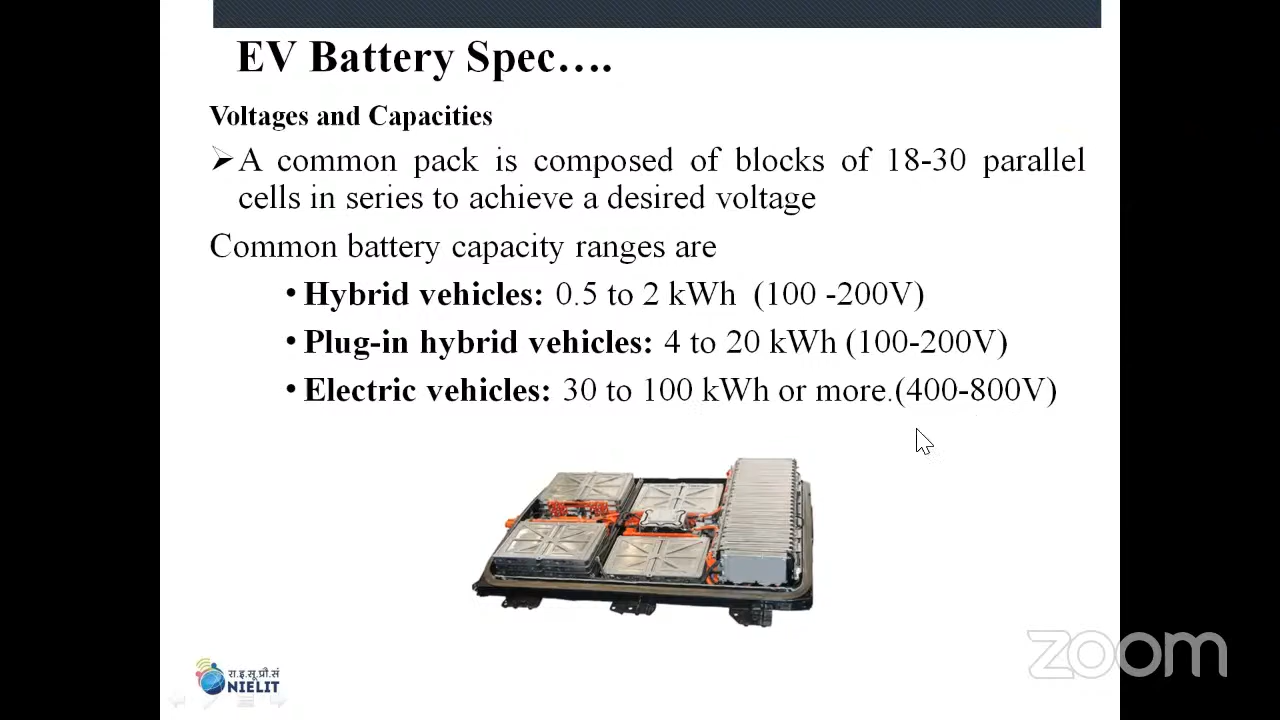 EV Battery Spec….
Voltages and Capacities
➢A common pack is composed of blocks of 18-30 parallel
cells in series to achieve a desired voltage
Common battery capacity ranges are
• Hybrid vehicles: 0.5 to 2 kWh (100 -200V)
• Plug-in hybrid vehicles: 4 to 20 kWh (100-200V)
• Electric vehicles: 30 to 100 kWh or more.(400-800V)
रा.इ.सू.प्रौ.सं
NIELIT
zoom